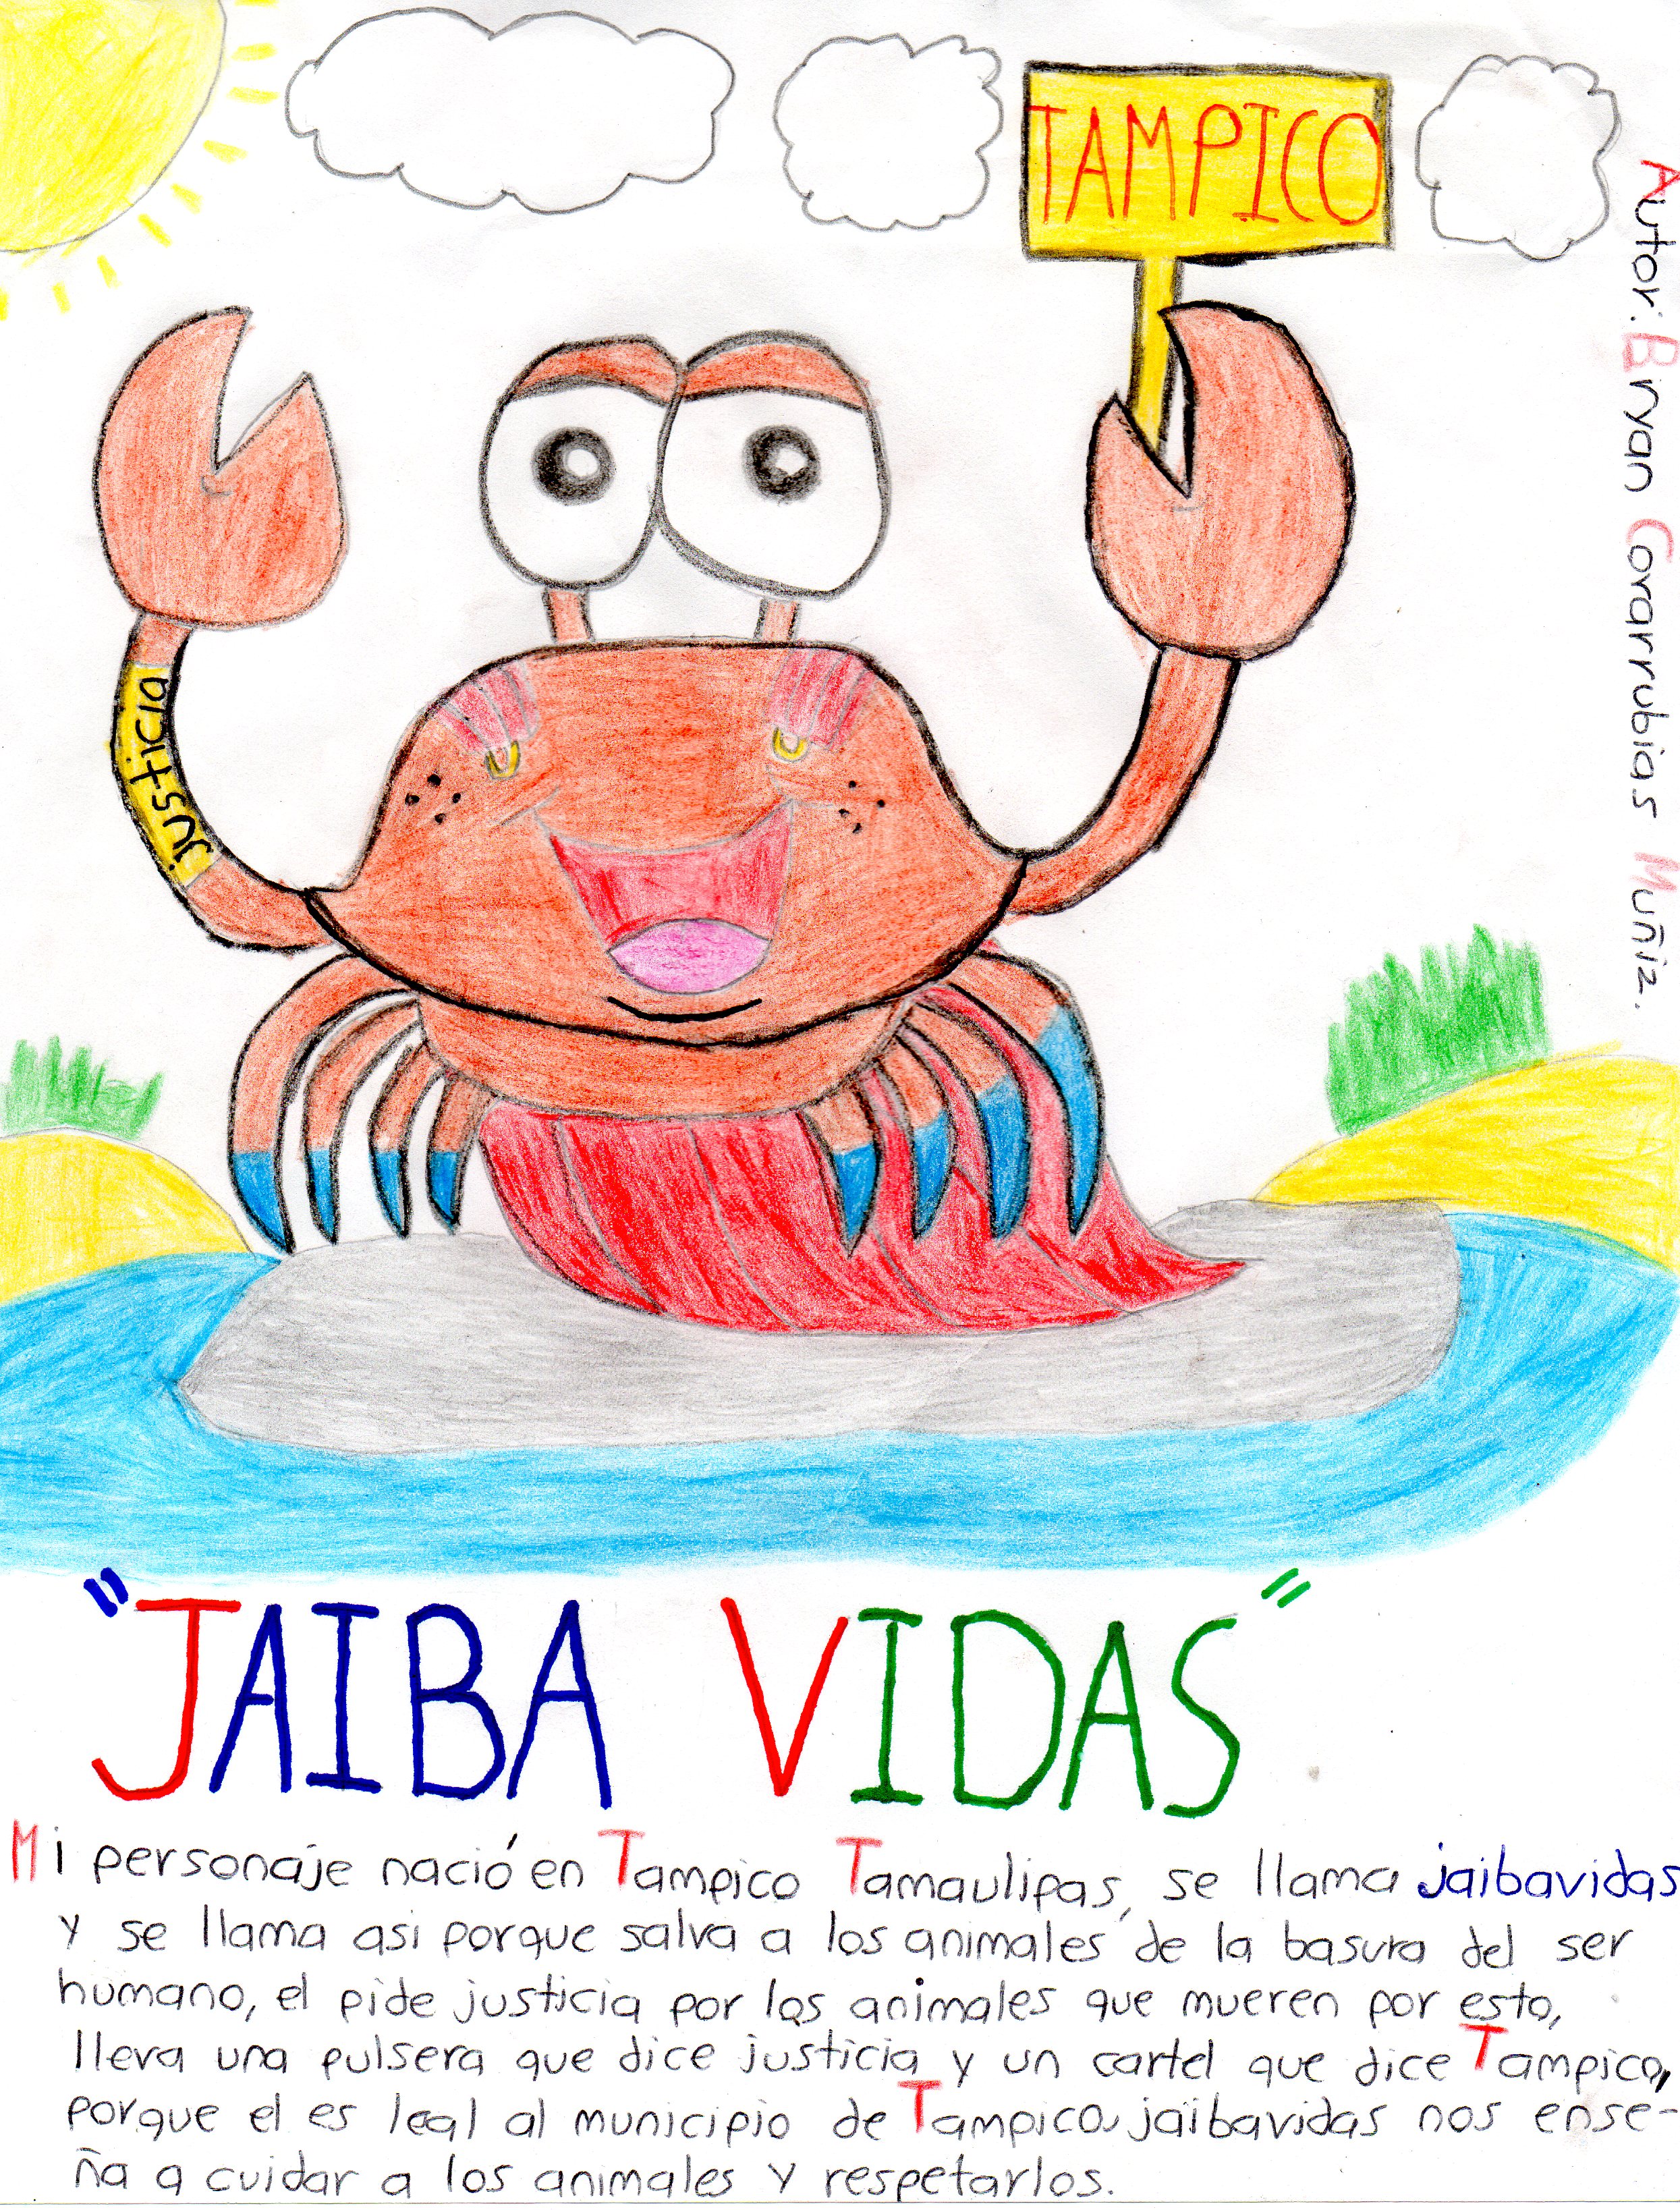 TAMPICO
Autor: Bryan Covarrubias Muñiz.
justicia
"JAIBA VIDAS"
Mi personaje nació en Tampico Tamaulipas, se llama jaibavidas
y se llama asi porque salva a los animales de la basura del ser
humano, el pide justicia por los animales que mueren por esto,
lleva una pulsera que dice justicia y un cartel que dice Tampico,
porque el es leal al municipio de Tampico. jaibavidas nos ense-
ña a cuidar a los animales y respetarlos.